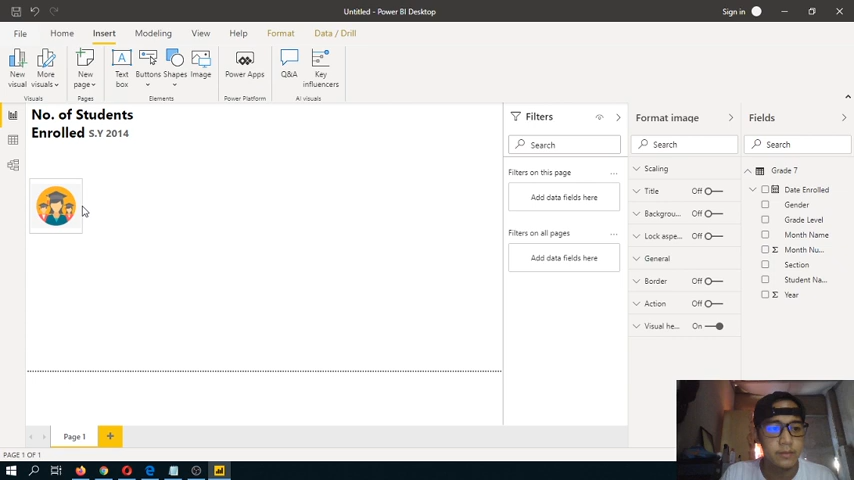 Untitled - Power BI Desktop
Sign in
File
Home
Insert
Modeling
View
Help
Format
Data / Drill
New visual
More visuals
New page
Text box
Buttons
Shapes
Image
Power Apps
Q&A
Key influencers
Visuals
Pages
Elements
Power Platform
AI visuals
No. of Students
Enrolled S.Y 2014
Filters
Search
Filters on this page
...
Add data fields here
Filters on all pages
...
Add data fields here
Format image
Search
Scaling
Title Off
Backgrou... Off
Lock aspe... Off
General
Border Off
Action Off
Visual he... On
Fields
Search
Grade 7
Date Enrolled
Gender
Grade Level
Month Name
Σ Month Nu...
Section
Student Na...
Σ Year
Page 1
PAGE 1 OF 1